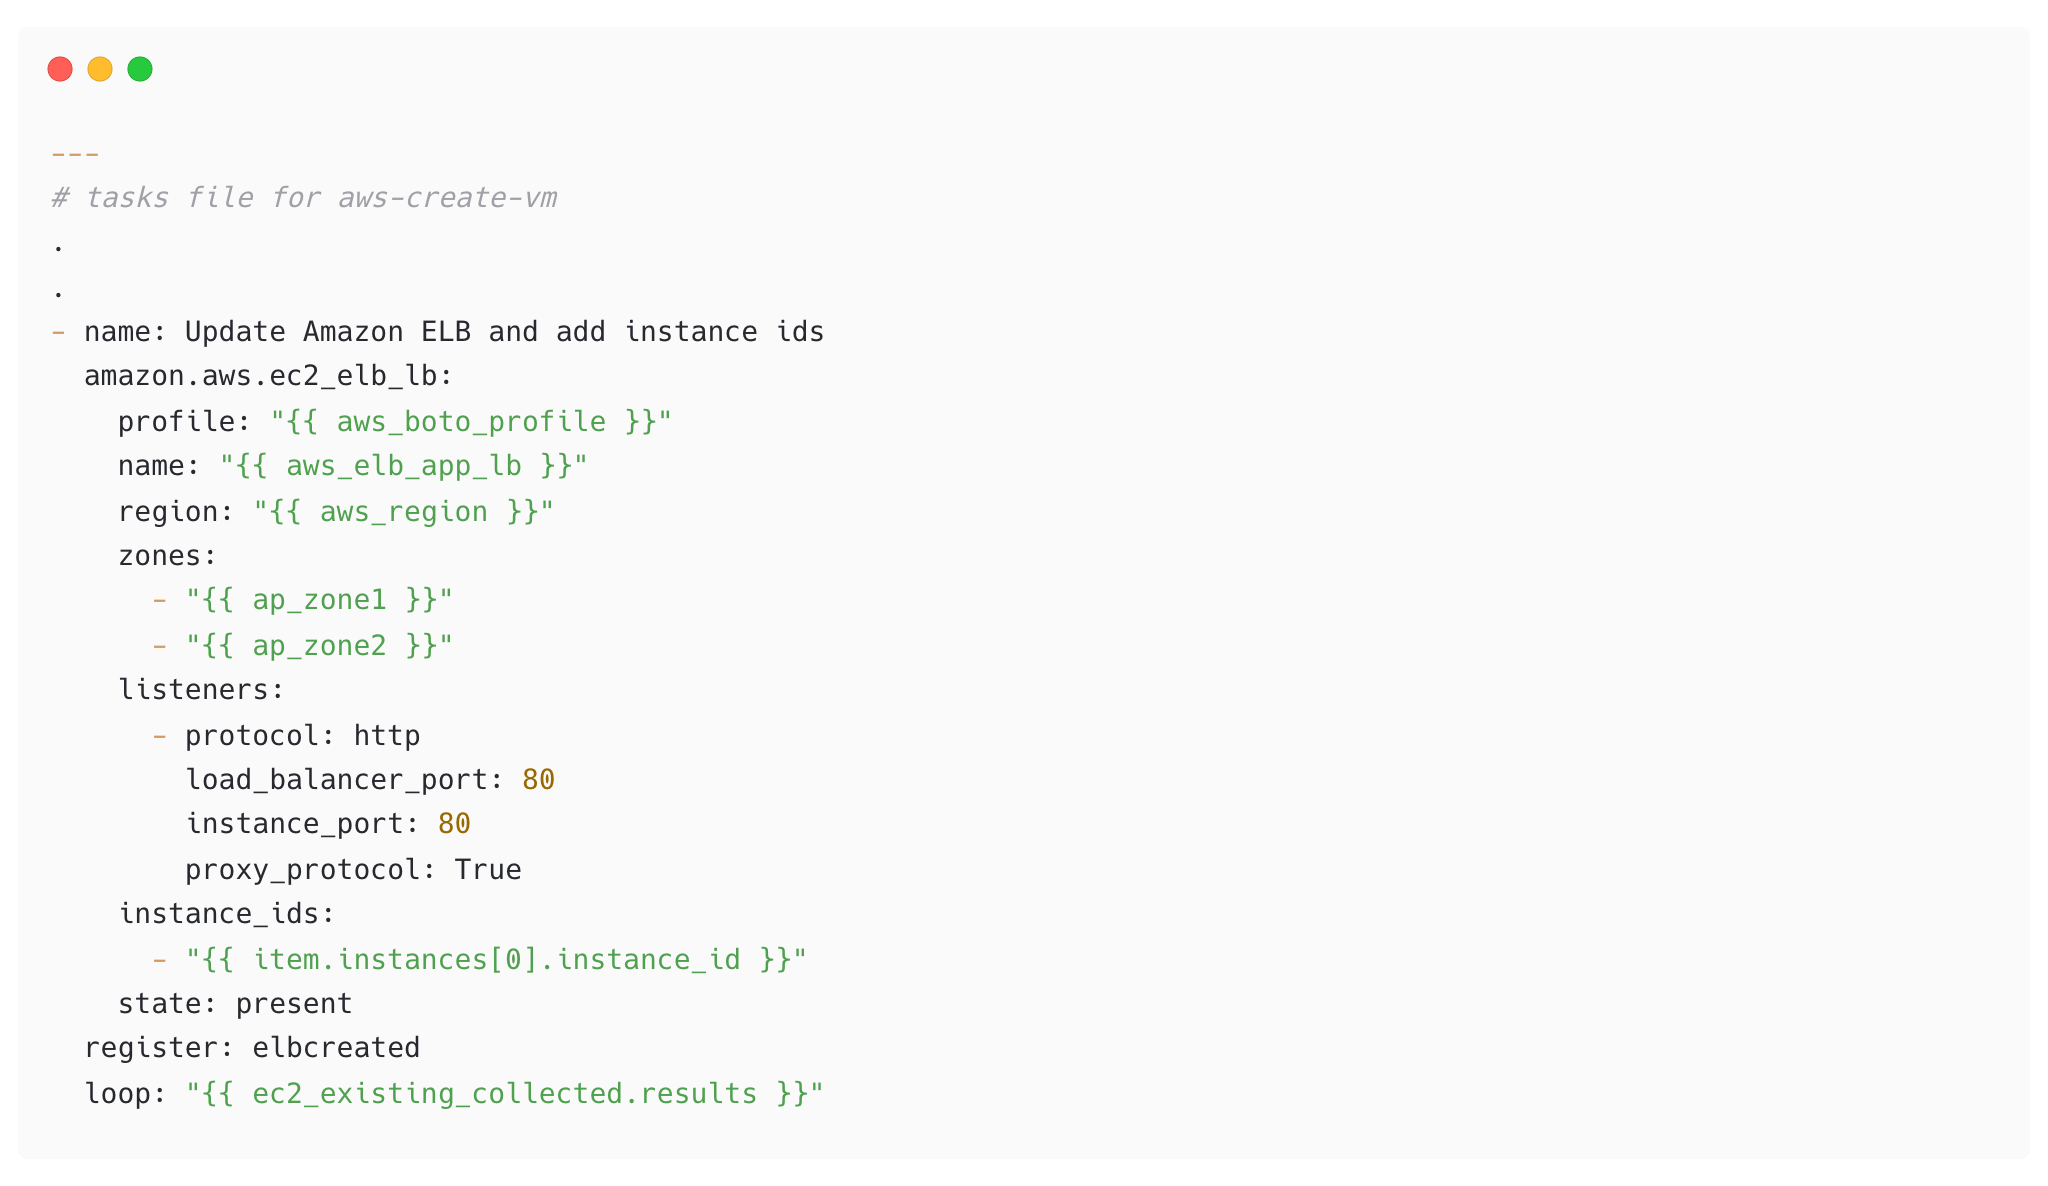 ---
# tasks file for aws-create-vm
.
.
- name: Update Amazon ELB and add instance ids
  amazon.aws.ec2_elb_lb:
    profile: "{{ aws_boto_profile }}"
    name: "{{ aws_elb_app_lb }}"
    region: "{{ aws_region }}"
    zones:
      - "{{ ap_zone1 }}"
      - "{{ ap_zone2 }}"
    listeners:
      - protocol: http
        load_balancer_port: 80
        instance_port: 80
        proxy_protocol: True
    instance_ids:
      - "{{ item.instances[0].instance_id }}"
    state: present
  register: elbcreated
  loop: "{{ ec2_existing_collected.results }}"